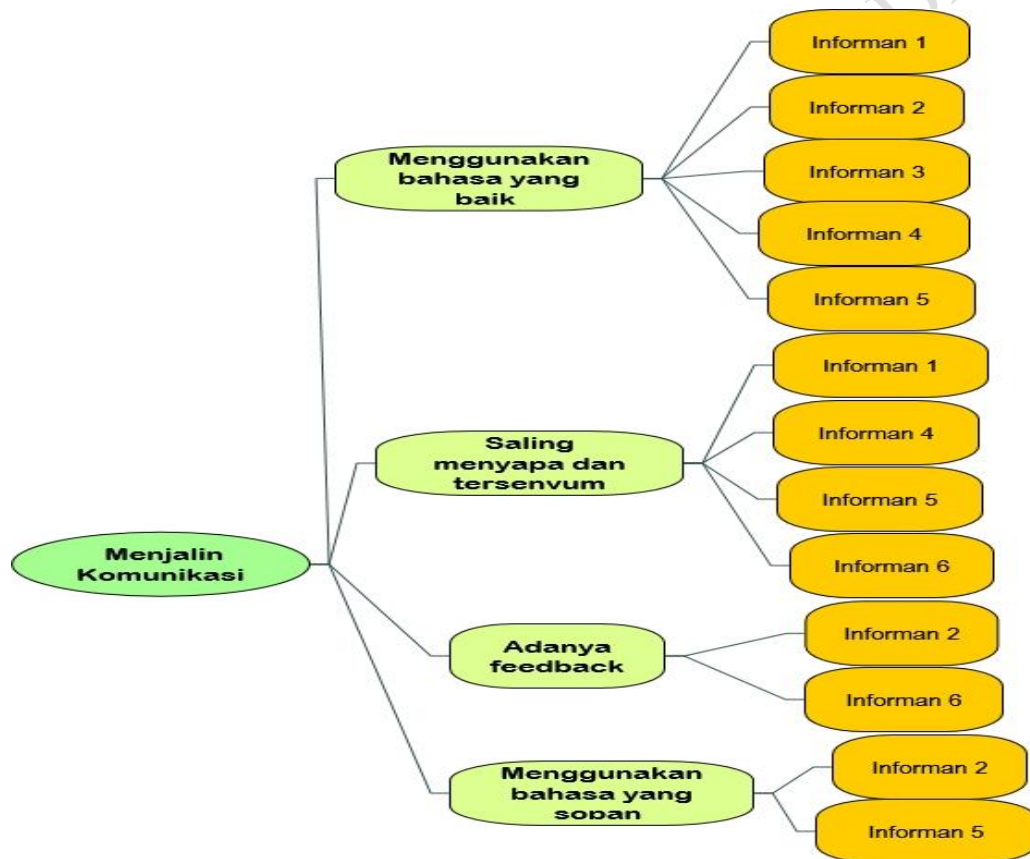 Informan 1
Informan 2
Menggunakan
bahasa yang
baik
Informan 3
Informan 4
Informan 5
Informan 1
Saling
menyapa dan
tersenyum
Informan 4
Informan 5
Informan 6
Menjalin
Komunikasi
Adanya
feedback
Informan 2
Informan 6
Menggunakan
bahasa yang
sopan
Informan 2
Informan 5